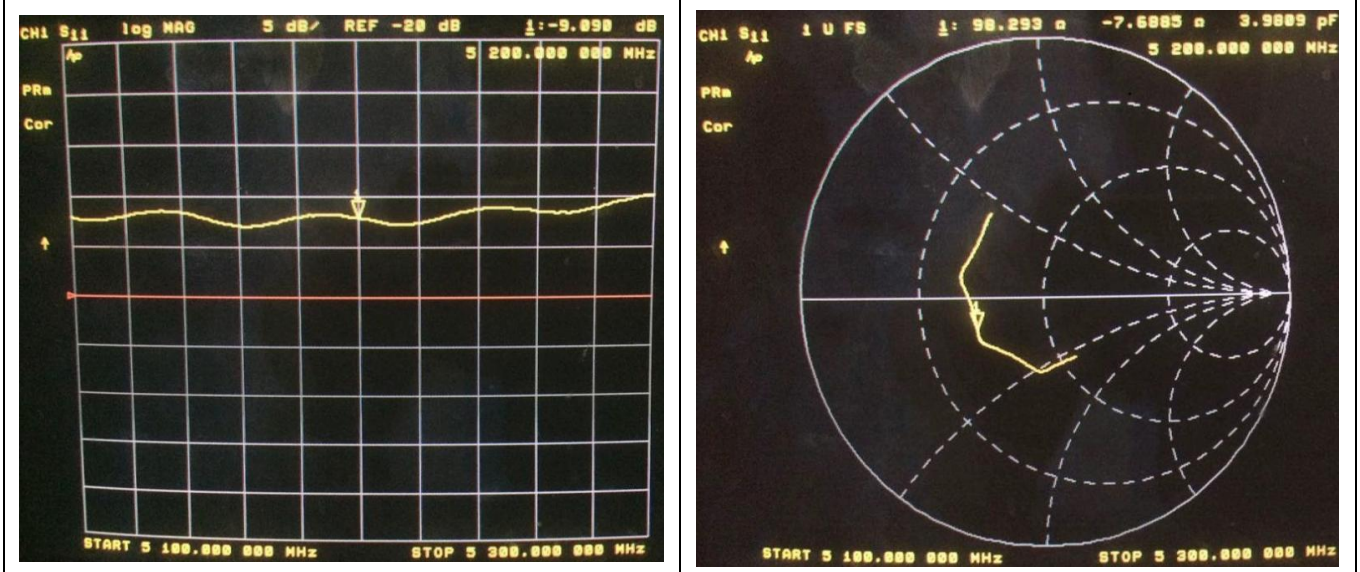 CH1 S11 log MAG 5 dB/ REF -20 dB 1:-9.090 dB
5 200.000 000 MHz
PRm
Cor
START 5 100.000 000 MHz STOP 5 300.000 000 MHz
CH1 S11 1 U FS 1: 98.293 Ω -7.6885 Ω 3.9809 pF
5 200.000 000 MHz
PRm
Cor
START 5 100.000 000 MHz STOP 5 300.000 000 MHz